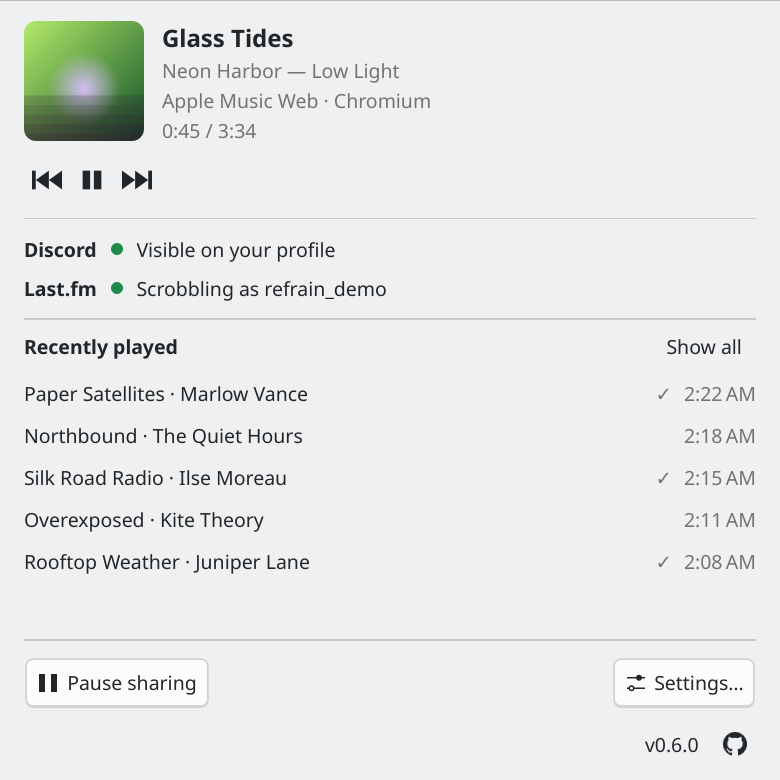 Glass Tides
Neon Harbor — Low Light
Apple Music Web · Chromium
0:45 / 3:34
Discord Visible on your profile
Last.fm Scrobbling as refrain_demo
Recently played Show all
Paper Satellites · Marlow Vance ✓ 2:22 AM
Northbound · The Quiet Hours 2:18 AM
Silk Road Radio · Ilse Moreau ✓ 2:15 AM
Overexposed · Kite Theory 2:11 AM
Rooftop Weather · Juniper Lane ✓ 2:08 AM
Pause sharing Settings...
v0.6.0